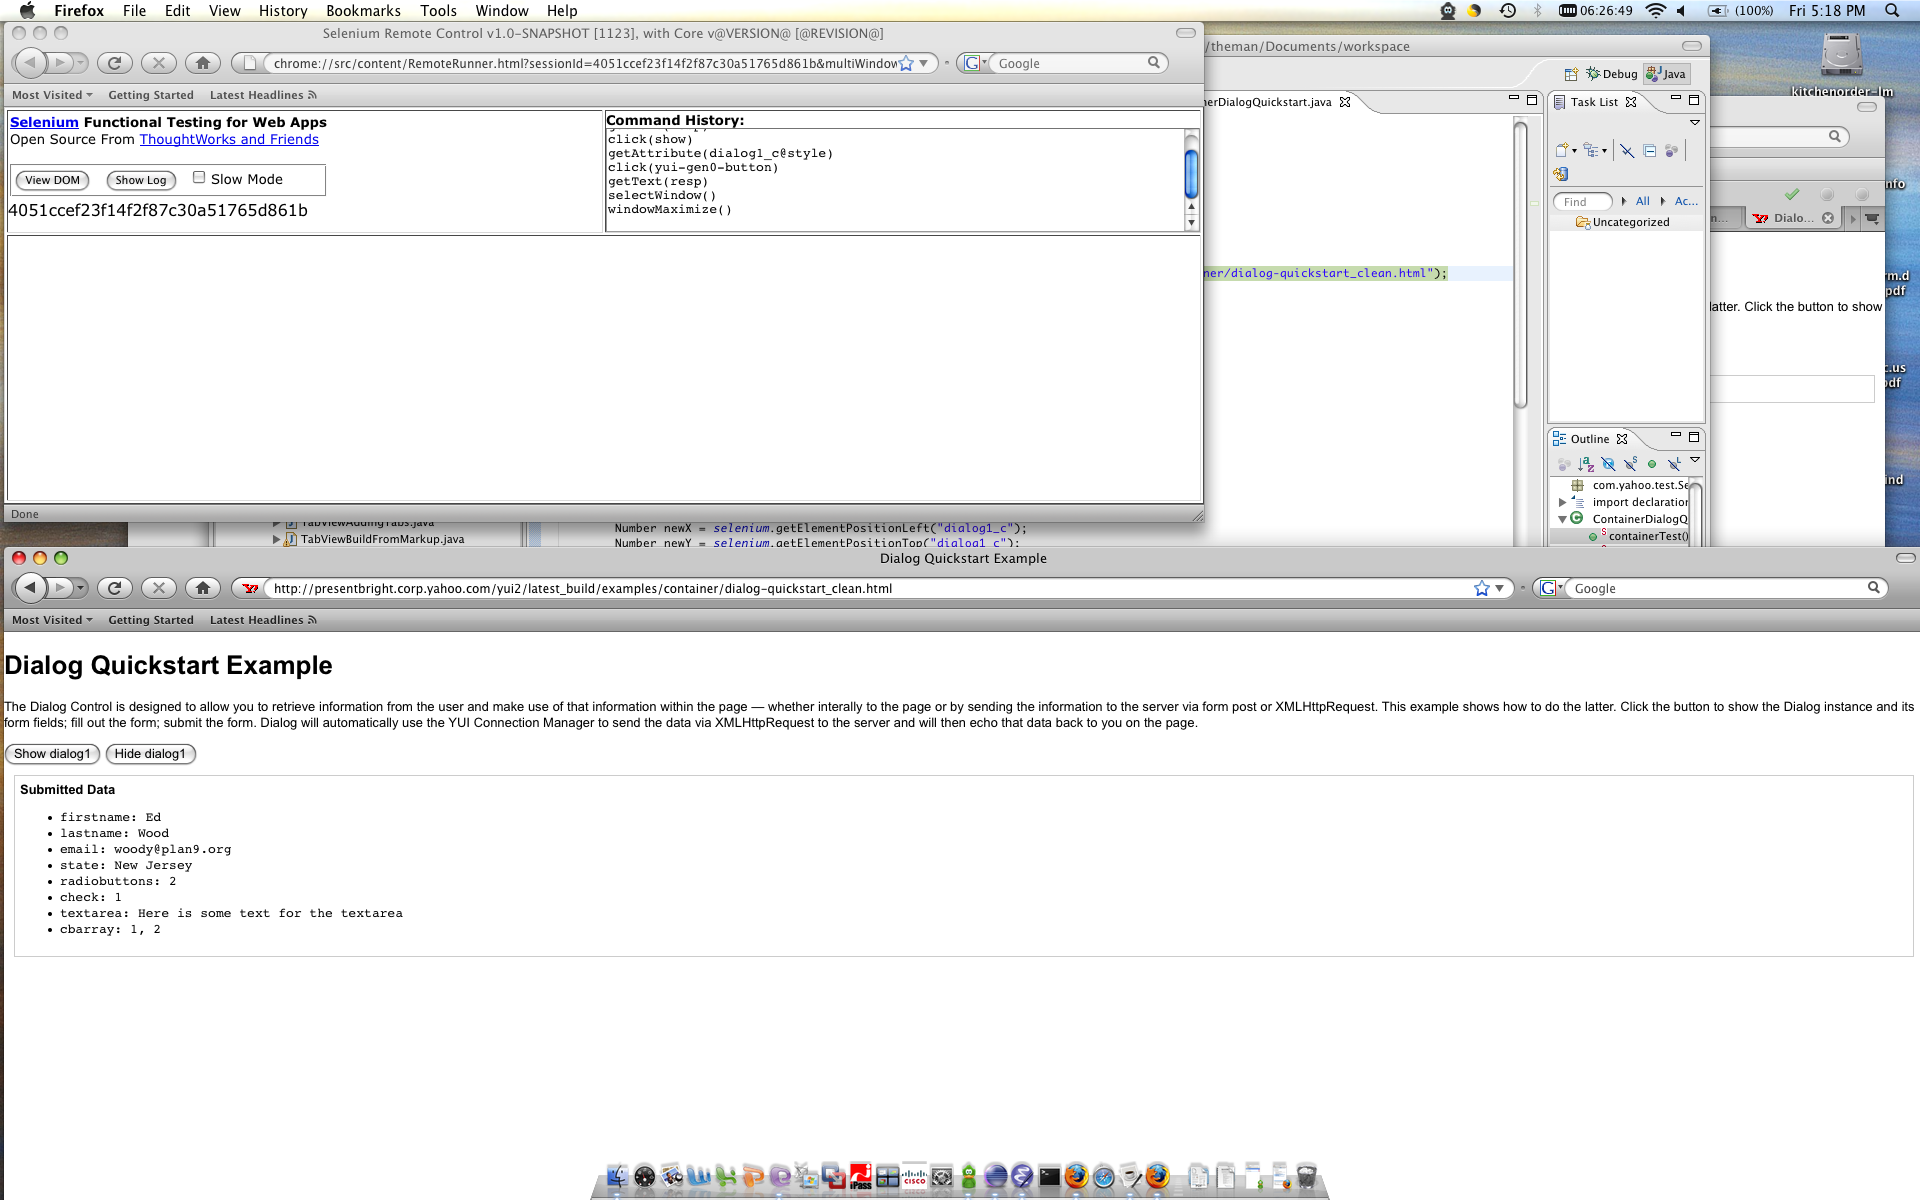 Firefox File Edit View History Bookmarks Tools Window Help
06:26:49 (100%) Fri 5:18 PM
Selenium Remote Control v1.0-SNAPSHOT [1123], with Core v@VERSION@ [@REVISION@]
chrome://src/content/RemoteRunner.html?sessionId=4051ccef23f14f2f87c30a51765d861b&multiWindow
Google
Most Visited Getting Started Latest Headlines
Selenium Functional Testing for Web Apps
Open Source From ThoughtWorks and Friends
View DOM Show Log Slow Mode
4051ccef23f14f2f87c30a51765d861b
Command History:
click(show)
getAttribute(dialog1_c@style)
click(yui-gen0-button)
getText(resp)
selectWindow()
windowMaximize()
Done
/theman/Documents/workspace
Debug Java
erDialogQuickstart.java
Task List
Find All Ac...
Uncategorized
ner/dialog-quickstart_clean.html");
Outline
com.yahoo.test.Se
import declaration
ContainerDialogQ
containerTest()
kitchenorder-lm
nfo
n... Dialo...
rm.d
pdf
latter. Click the button to show
c.us
odf
ind
TabViewAddingTabs.java
TabViewBuildFromMarkup.java
Number newX = selenium.getElementPositionLeft("dialog1_c");
Number newY = selenium.getElementPositionTop("dialog1_c");
Dialog Quickstart Example
http://presentbright.corp.yahoo.com/yui2/latest_build/examples/container/dialog-quickstart_clean.html
Google
Most Visited Getting Started Latest Headlines
Dialog Quickstart Example
The Dialog Control is designed to allow you to retrieve information from the user and make use of that information within the page — whether interally to the page or by sending the information to the server via form post or XMLHttpRequest. This example shows how to do the latter. Click the button to show the Dialog instance and its
form fields; fill out the form; submit the form. Dialog will automatically use the YUI Connection Manager to send the data via XMLHttpRequest to the server and will then echo that data back to you on the page.
Show dialog1 Hide dialog1
Submitted Data
• firstname: Ed
• lastname: Wood
• email: woody@plan9.org
• state: New Jersey
• radiobuttons: 2
• check: 1
• textarea: Here is some text for the textarea
• cbarray: 1, 2
iPass
CISCO